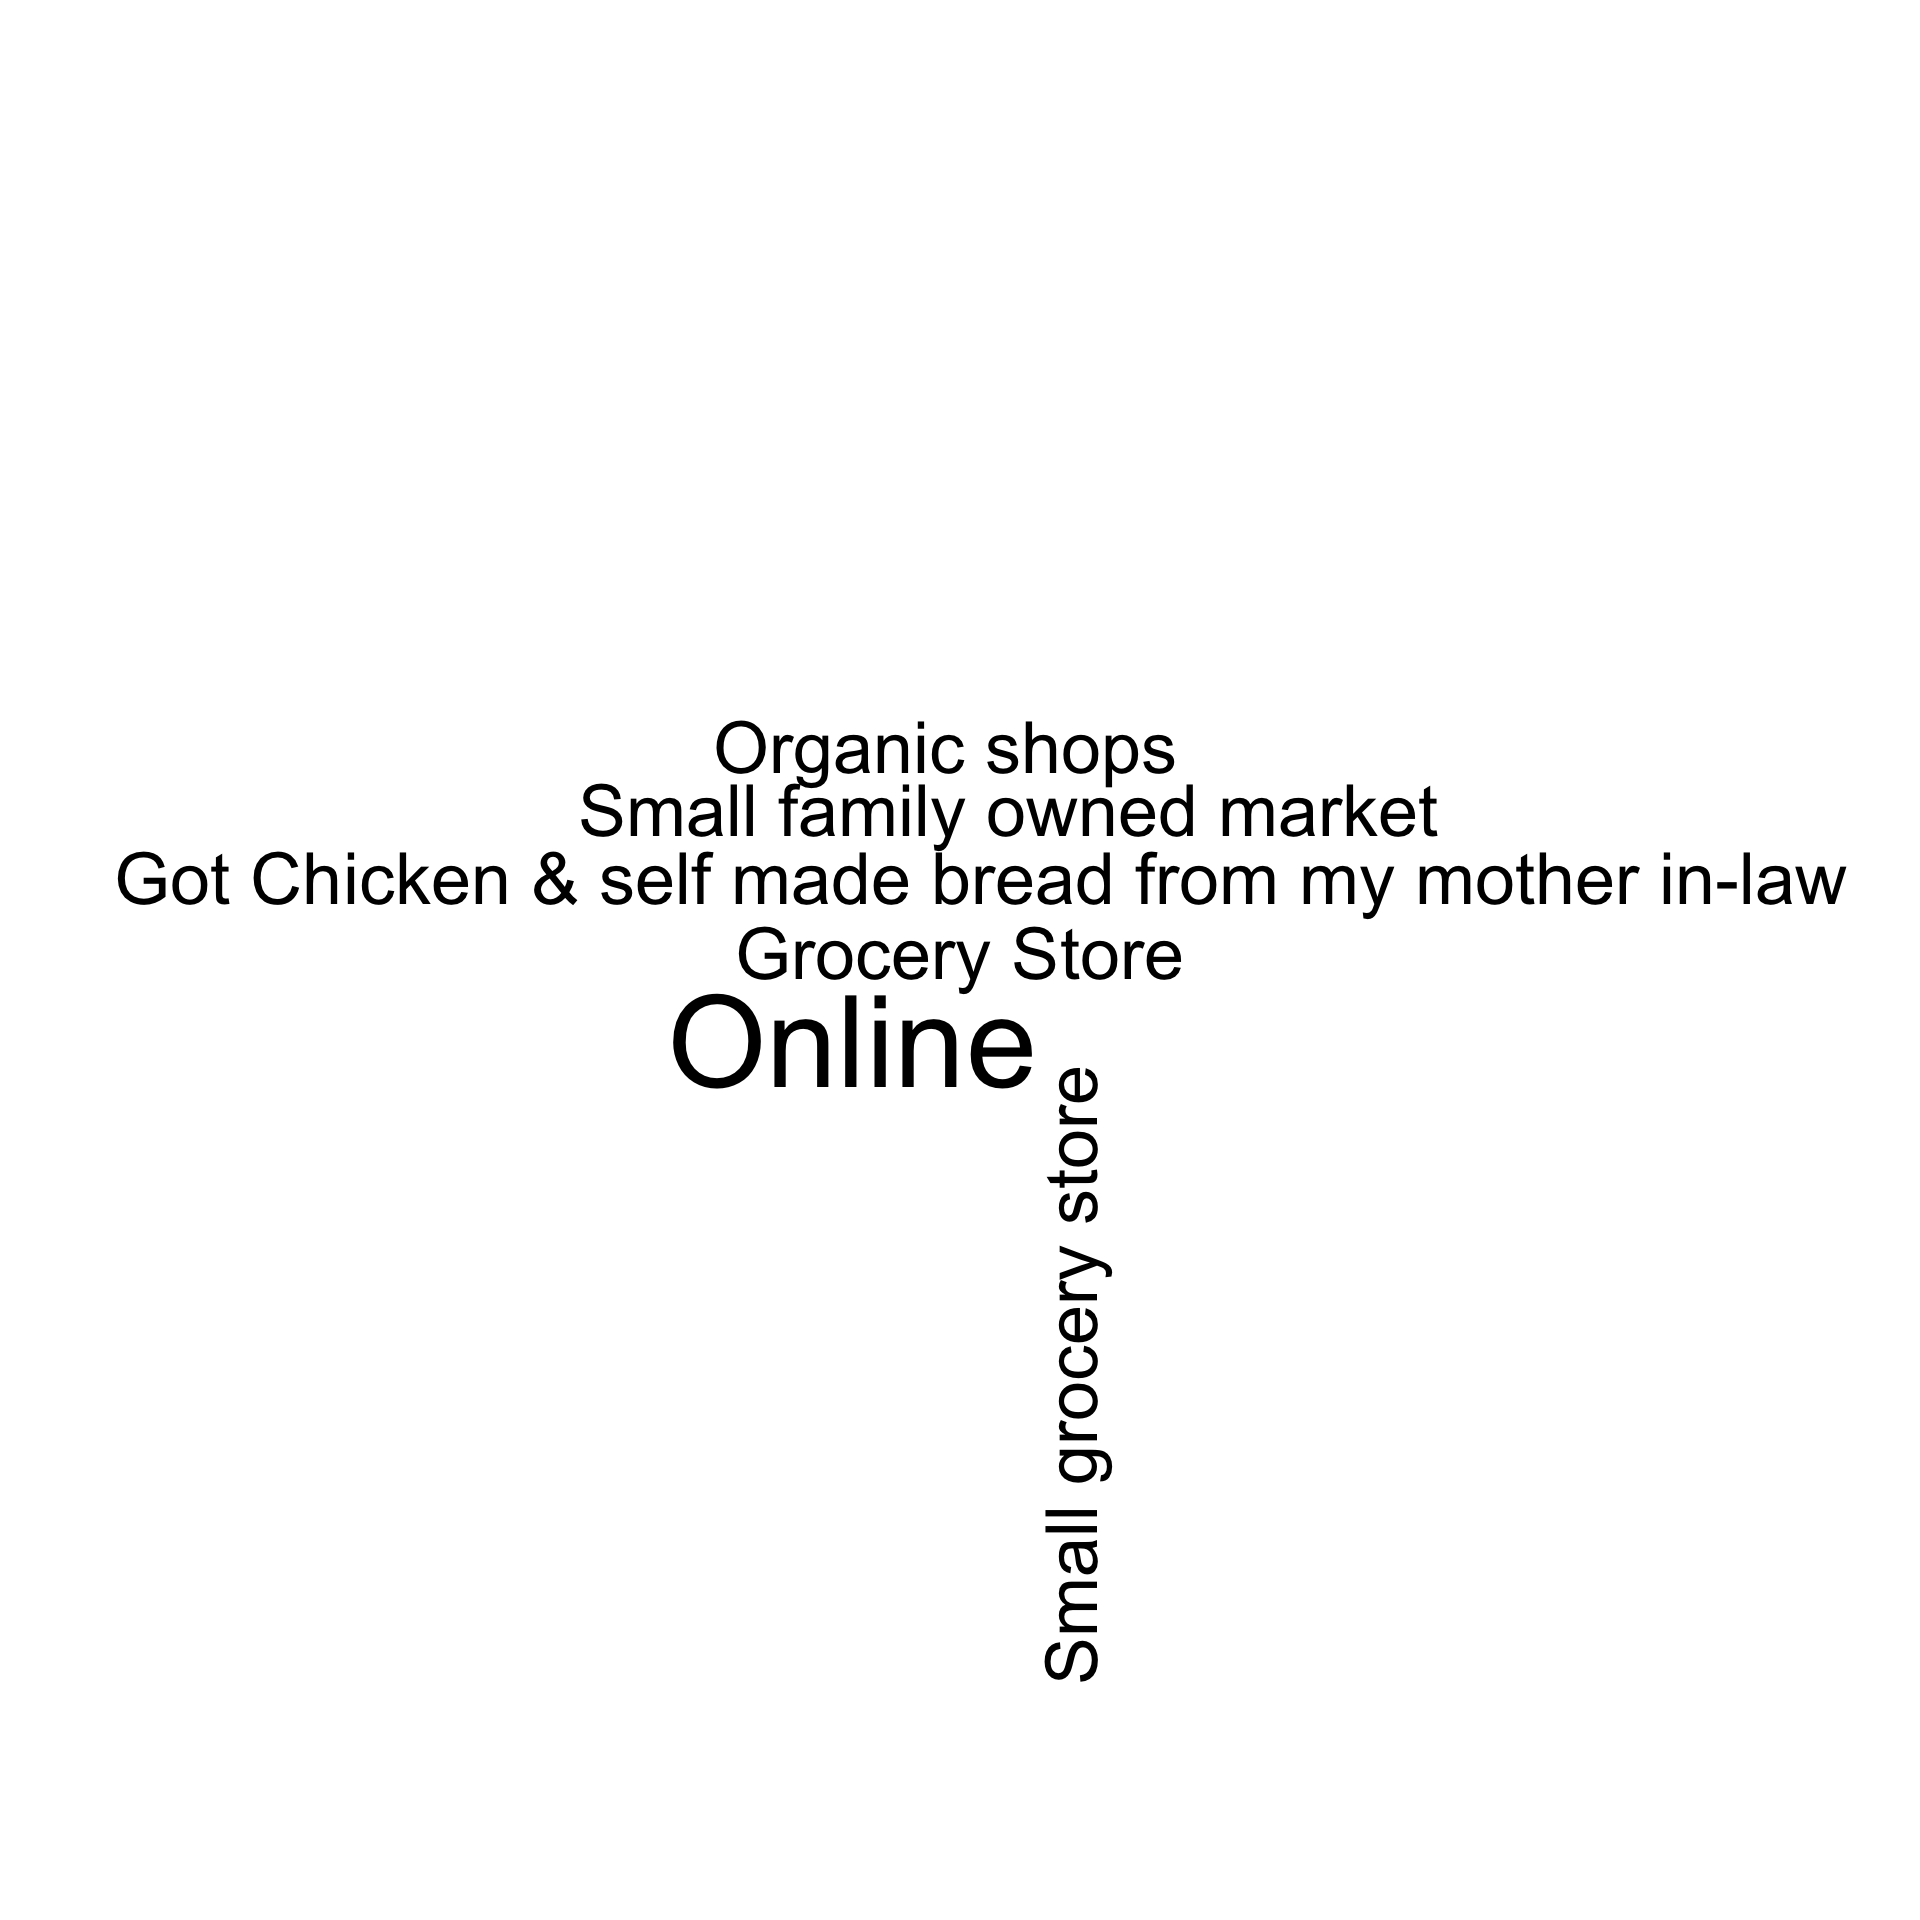 Organic shops
Small family owned market
Got Chicken & self made bread from my mother in-law
Grocery Store
Online
Small grocery store